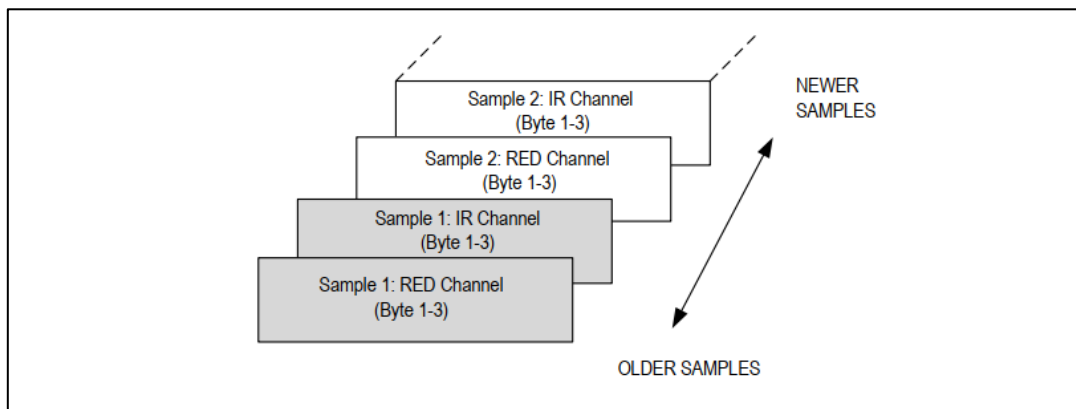 Sample 2: IR Channel
(Byte 1-3)
Sample 2: RED Channel
(Byte 1-3)
Sample 1: IR Channel
(Byte 1-3)
Sample 1: RED Channel
(Byte 1-3)
NEWER
SAMPLES
OLDER SAMPLES